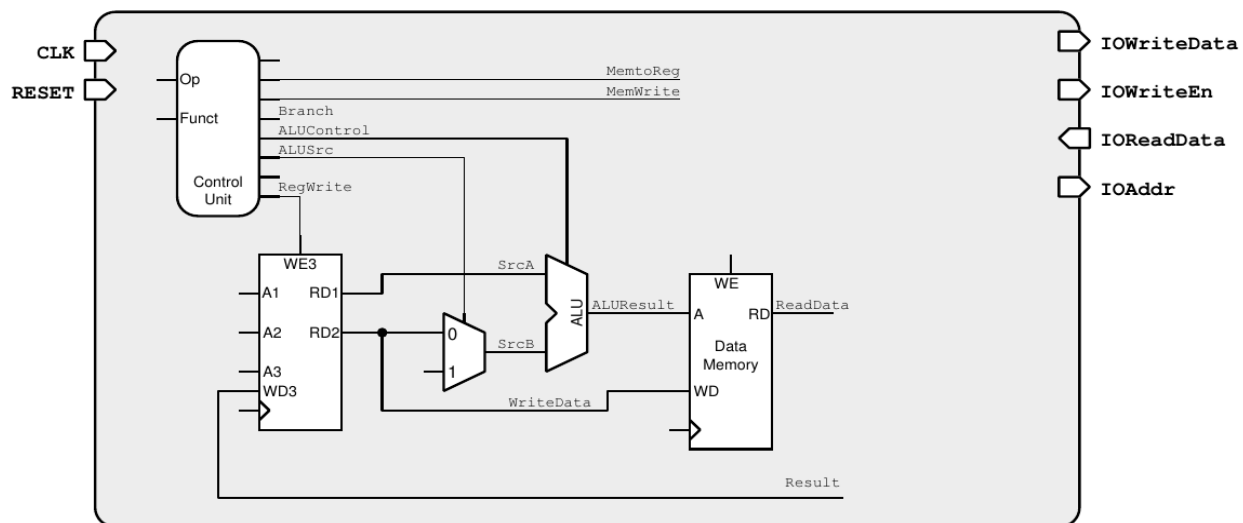 CLK
RESET
Op
Funct
Control
Unit
MemtoReg
MemWrite
Branch
ALUControl
ALUSrc
RegWrite
IOWriteData
IOWriteEn
IOReadData
IOAddr
WE3
A1
A2
A3
WD3
RD1
RD2
0
1
SrcA
SrcB
ALU
ALUResult
WriteData
WE
A
RD
Data
Memory
WD
ReadData
Result